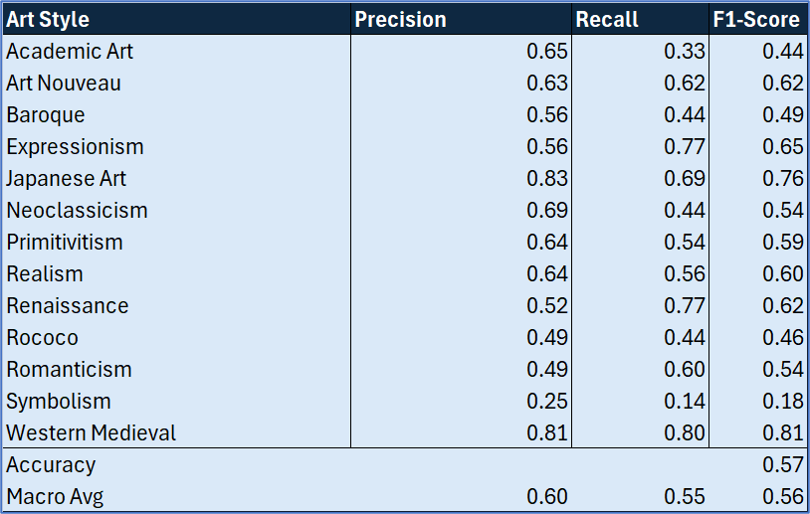 Art Style Precision Recall F1-Score
Academic Art 0.65 0.33 0.44
Art Nouveau 0.63 0.62 0.62
Baroque 0.56 0.44 0.49
Expressionism 0.56 0.77 0.65
Japanese Art 0.83 0.69 0.76
Neoclassicism 0.69 0.44 0.54
Primitivitism 0.64 0.54 0.59
Realism 0.64 0.56 0.60
Renaissance 0.52 0.77 0.62
Rococo 0.49 0.44 0.46
Romanticism 0.49 0.60 0.54
Symbolism 0.25 0.14 0.18
Western Medieval 0.81 0.80 0.81
Accuracy 0.57
Macro Avg 0.60 0.55 0.56